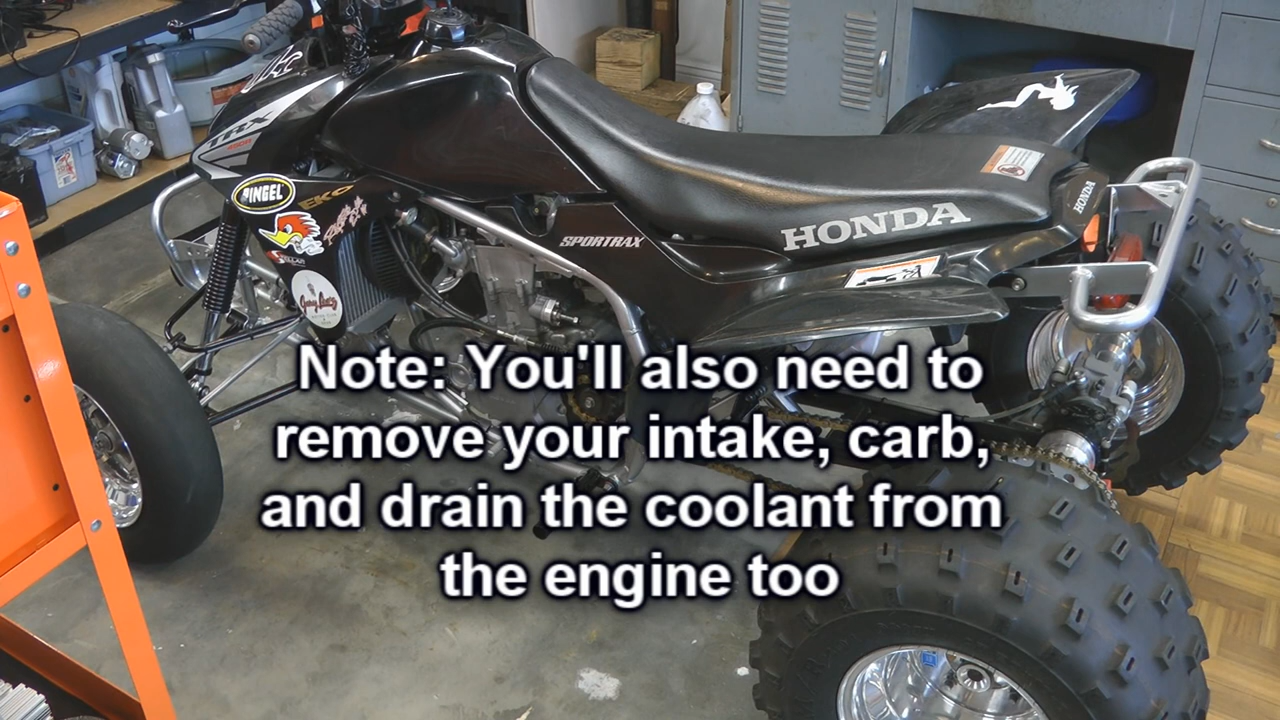 TRX
PINGEL
EKO
SPORTRAX
HONDA
HONDA
Note: You'll also need to
remove your intake, carb,
and drain the coolant from
the engine too